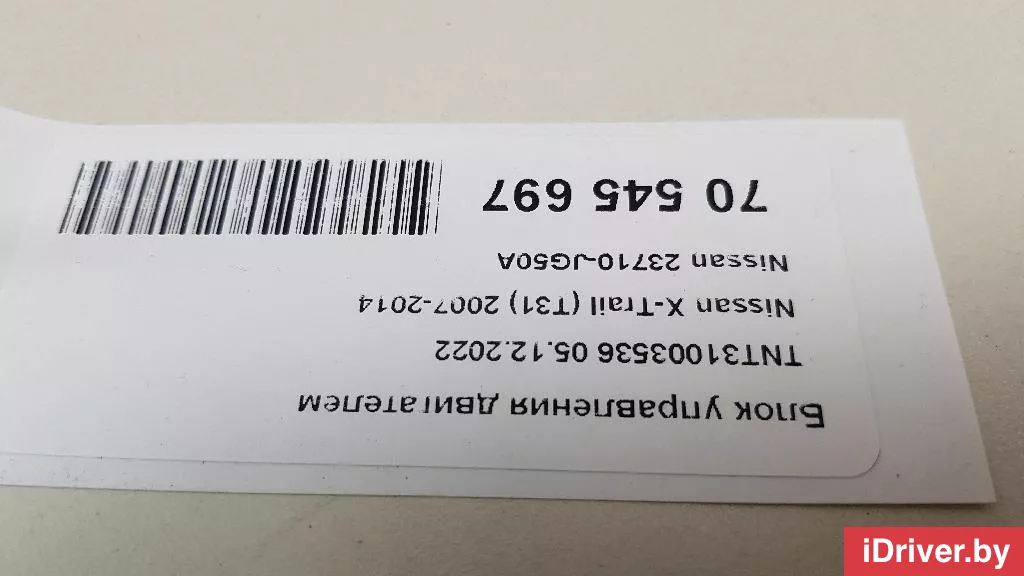 Блок управления двигателем
TNT31003536 05.12.2022
Nissan X-Trail (T31) 2007-2014
Nissan 23710-JG50A
70 545 697
iDriver.by